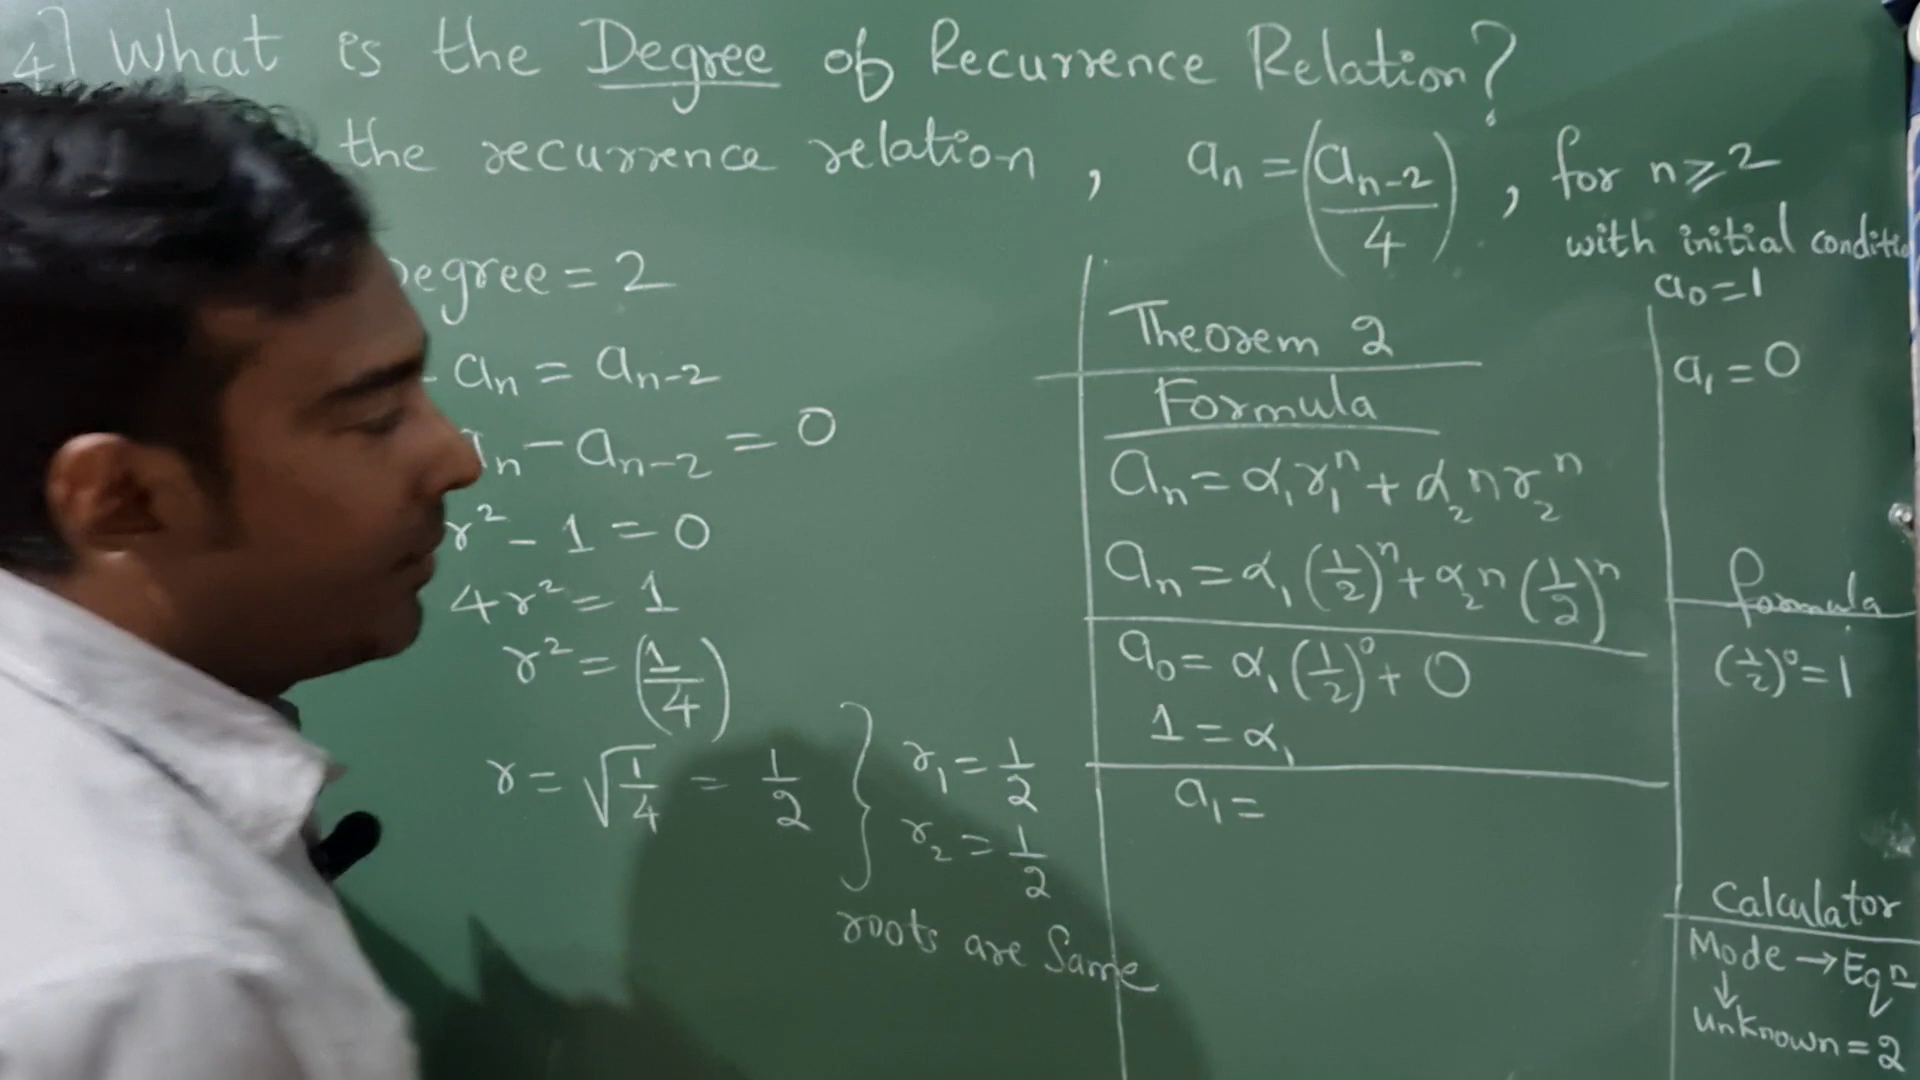 4] What is the Degree of Recurrence Relation?
the recurrence relation, aₙ = (aₙ₋₂/4), for n ≥ 2
with initial
a₀ = 1
a₁ = 0
egree = 2
aₙ = aₙ₋₂
aₙ − aₙ₋₂ = 0
r² − 1 = 0
4r² = 1
r² = (1/4)
r = √(1/4) = 1/2 } r₁ = 1/2
r₂ = 1/2
roots are Same
Theorem 2
Formula
aₙ = α₁r₁ⁿ + α₂nr₂ⁿ
aₙ = α₁(1/2)ⁿ + α₂n(1/2)ⁿ
a₀ = α₁(1/2)⁰ + 0
1 = α₁
a₁ =
formula
(1/2)⁰ = 1
Calculator
Mode → Eqⁿ
↓
Unknown = 2